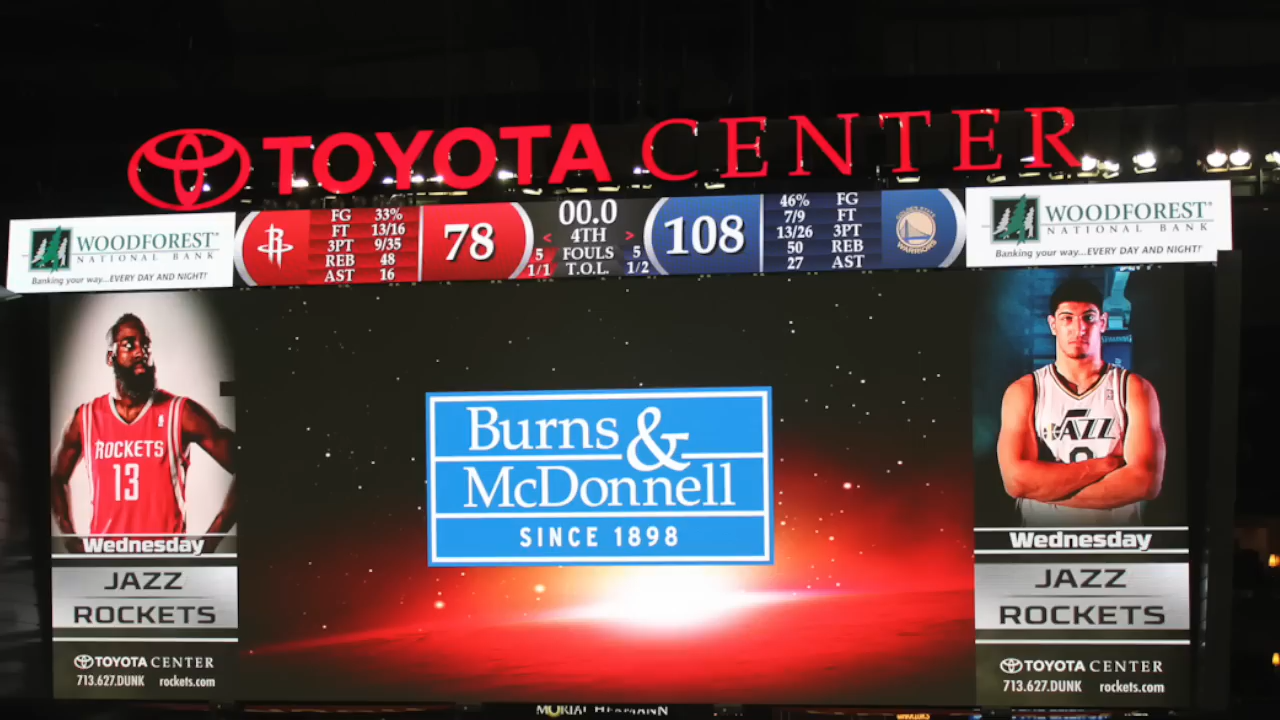 TOYOTA CENTER
WOODFOREST
NATIONAL BANK
Banking your way...EVERY DAY AND NIGHT!
FG 33%
FT 13/16
3PT 9/35
REB 48
AST 16
78
00.0
< 4TH >
5 FOULS 5
1/1 T.O.L. 1/2
108
46% FG
7/9 FT
13/26 3PT
50 REB
27 AST
GOLDEN STATE
WARRIORS
WOODFOREST
NATIONAL BANK
Banking your way...EVERY DAY AND NIGHT!
ROCKETS
13
Wednesday
JAZZ
ROCKETS
TOYOTA CENTER
713.627.DUNK rockets.com
Burns &
McDonnell
SINCE 1898
JAZZ
Wednesday
JAZZ
ROCKETS
TOYOTA CENTER
713.627.DUNK rockets.com